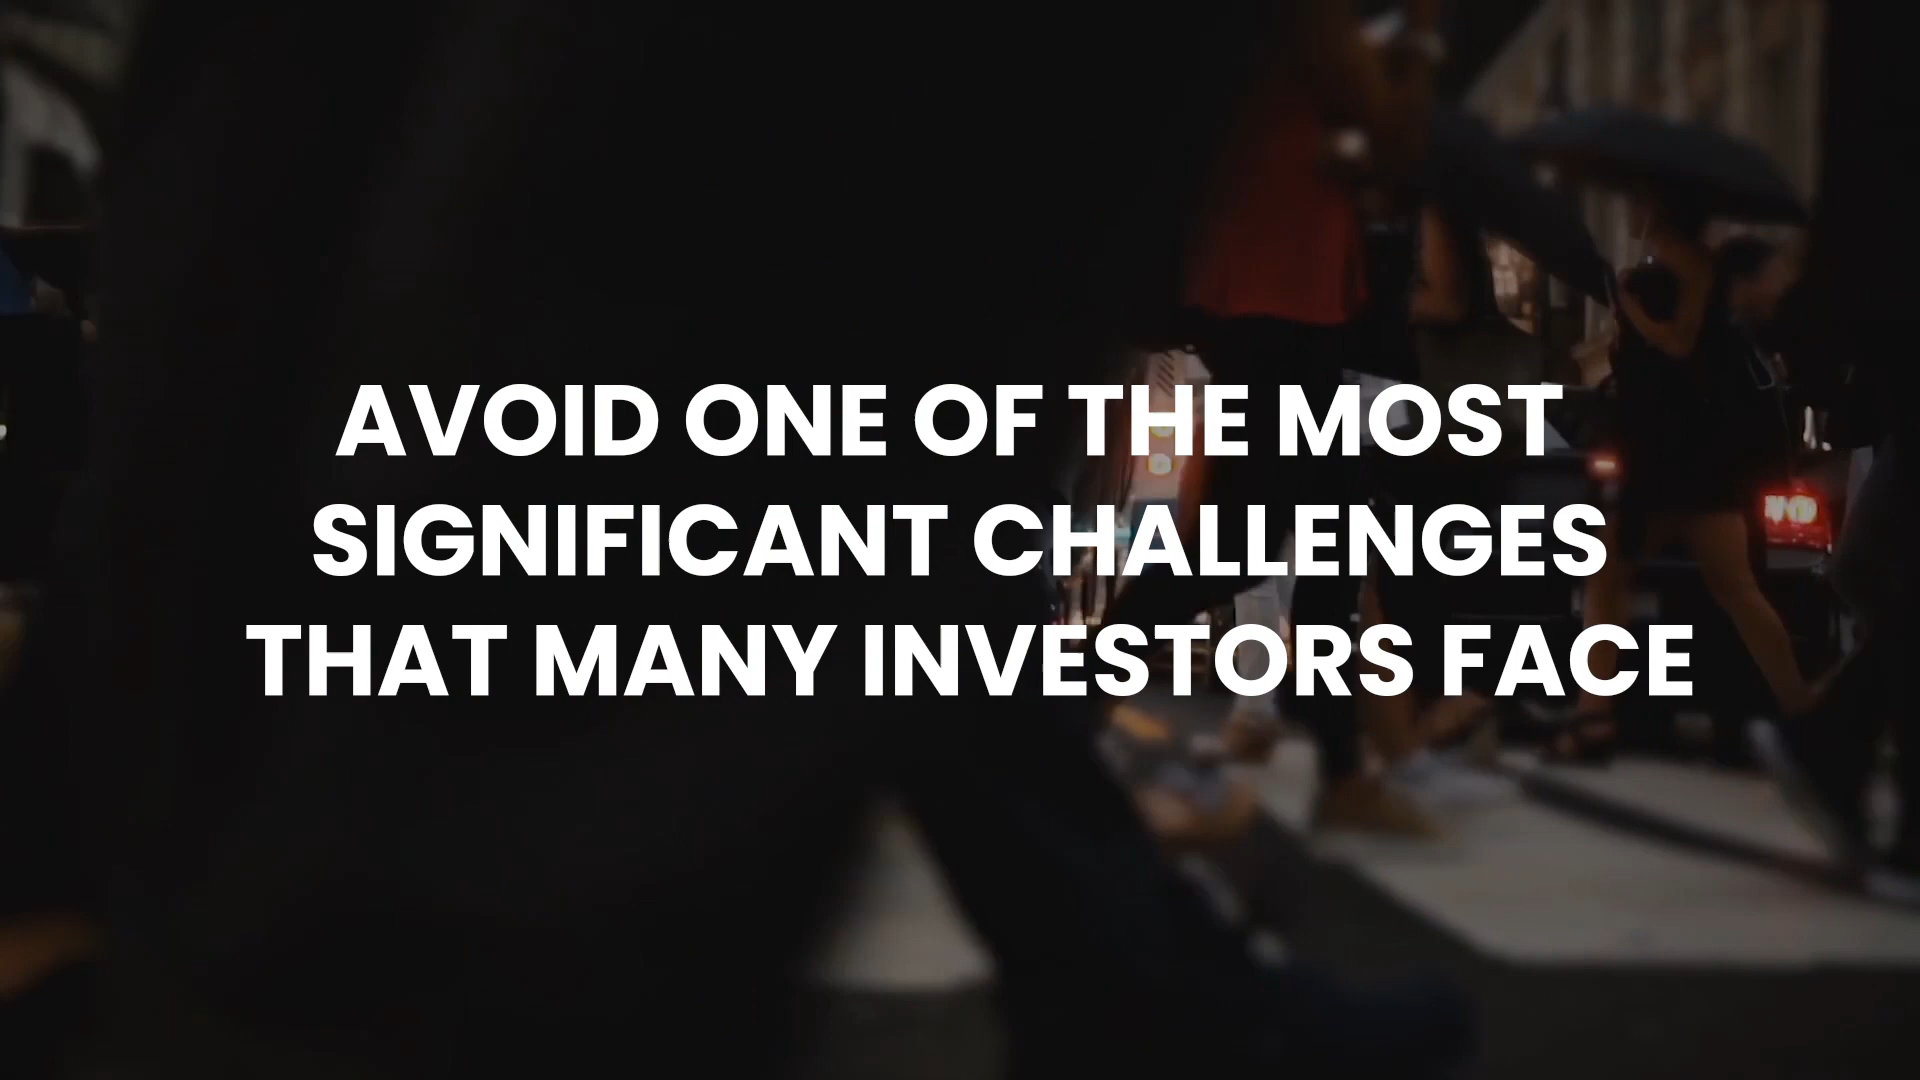 AVOID ONE OF THE MOST
SIGNIFICANT CHALLENGES
THAT MANY INVESTORS FACE